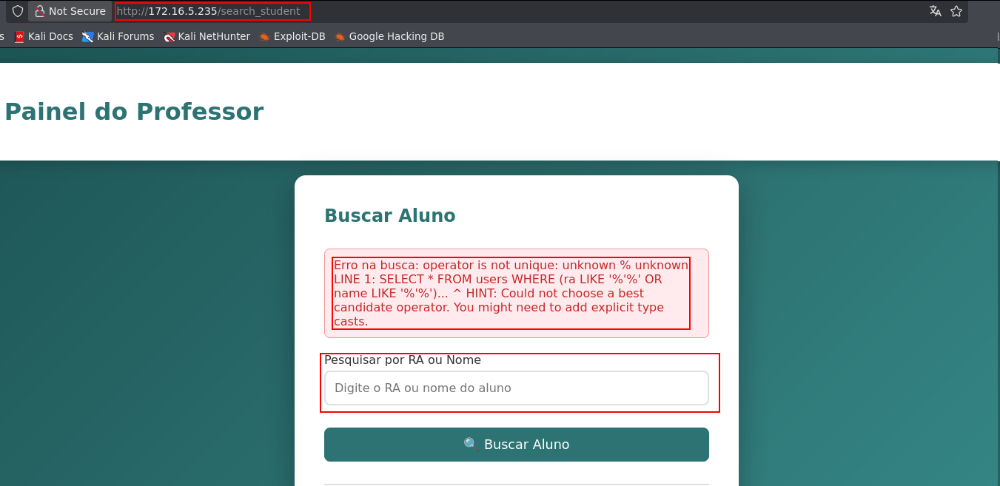 Not Secure http://172.16.5.235/search_student
s Kali Docs Kali Forums Kali NetHunter Exploit-DB Google Hacking DB
Painel do Professor
Buscar Aluno
Erro na busca: operator is not unique: unknown % unknown
LINE 1: SELECT * FROM users WHERE (ra LIKE '%'%' OR
name LIKE '%'%')... ^ HINT: Could not choose a best
candidate operator. You might need to add explicit type
casts.
Pesquisar por RA ou Nome
Digite o RA ou nome do aluno
Buscar Aluno